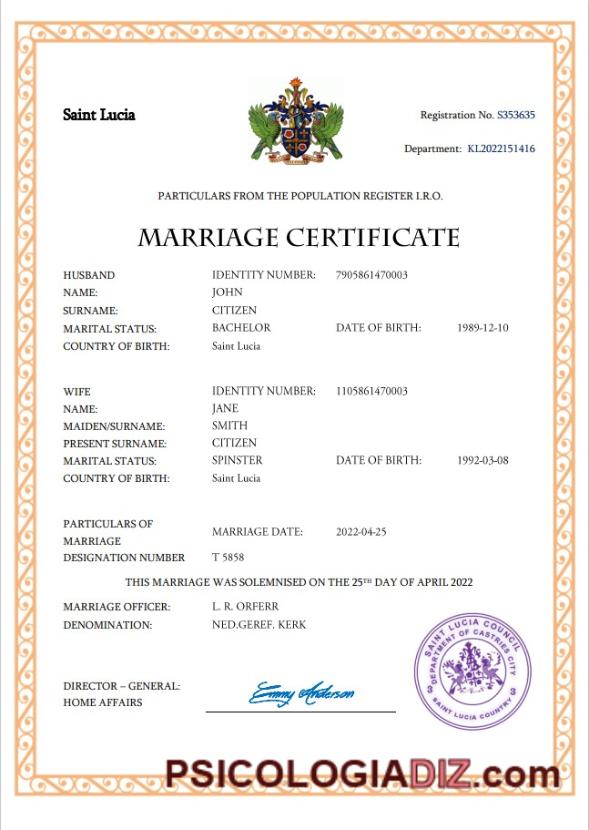 Saint Lucia
Registration No. S353635
Department: KL2022151416
PARTICULARS FROM THE POPULATION REGISTER I.R.O.
MARRIAGE CERTIFICATE
HUSBAND IDENTITY NUMBER: 7905861470003
NAME: JOHN
SURNAME: CITIZEN
MARITAL STATUS: BACHELOR DATE OF BIRTH: 1989-12-10
COUNTRY OF BIRTH: Saint Lucia
WIFE IDENTITY NUMBER: 1105861470003
NAME: JANE
MAIDEN/SURNAME: SMITH
PRESENT SURNAME: CITIZEN
MARITAL STATUS: SPINSTER DATE OF BIRTH: 1992-03-08
COUNTRY OF BIRTH: Saint Lucia
PARTICULARS OF
MARRIAGE MARRIAGE DATE: 2022-04-25
DESIGNATION NUMBER T 5858
THIS MARRIAGE WAS SOLEMNISED ON THE 25TH DAY OF APRIL 2022
MARRIAGE OFFICER: L. R. ORFERR
DENOMINATION: NED.GEREF. KERK
SAINT LUCIA COUNCIL
DEPARTMENT OF CASTRIES CITY
SAINT LUCIA COUNTRY
DIRECTOR – GENERAL:
HOME AFFAIRS
Emmy Anderson
PSICOLOGIADIZ.com